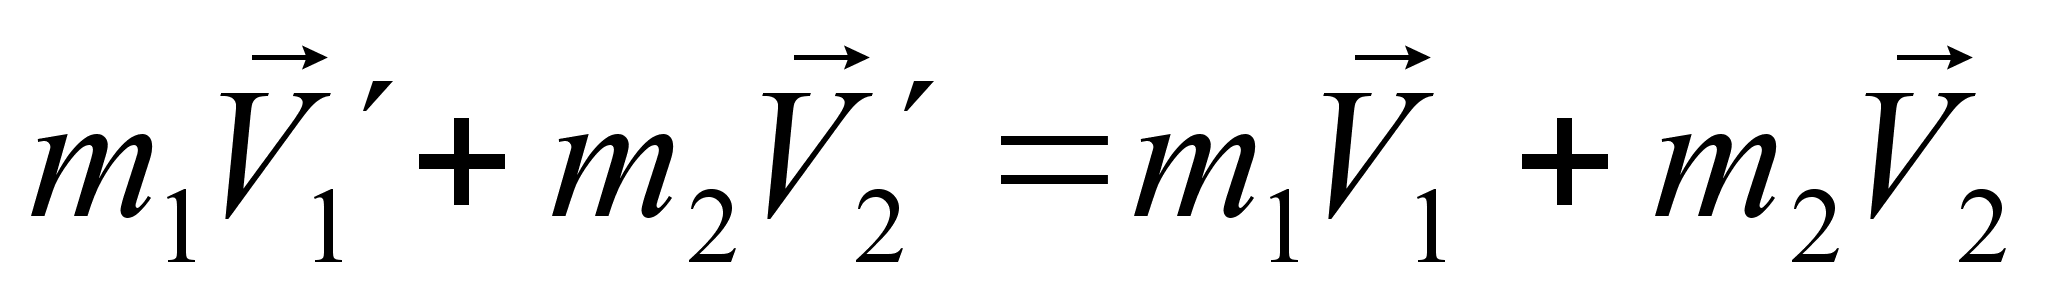 m₁V⃗₁′ + m₂V⃗₂′ = m₁V⃗₁ + m₂V⃗₂